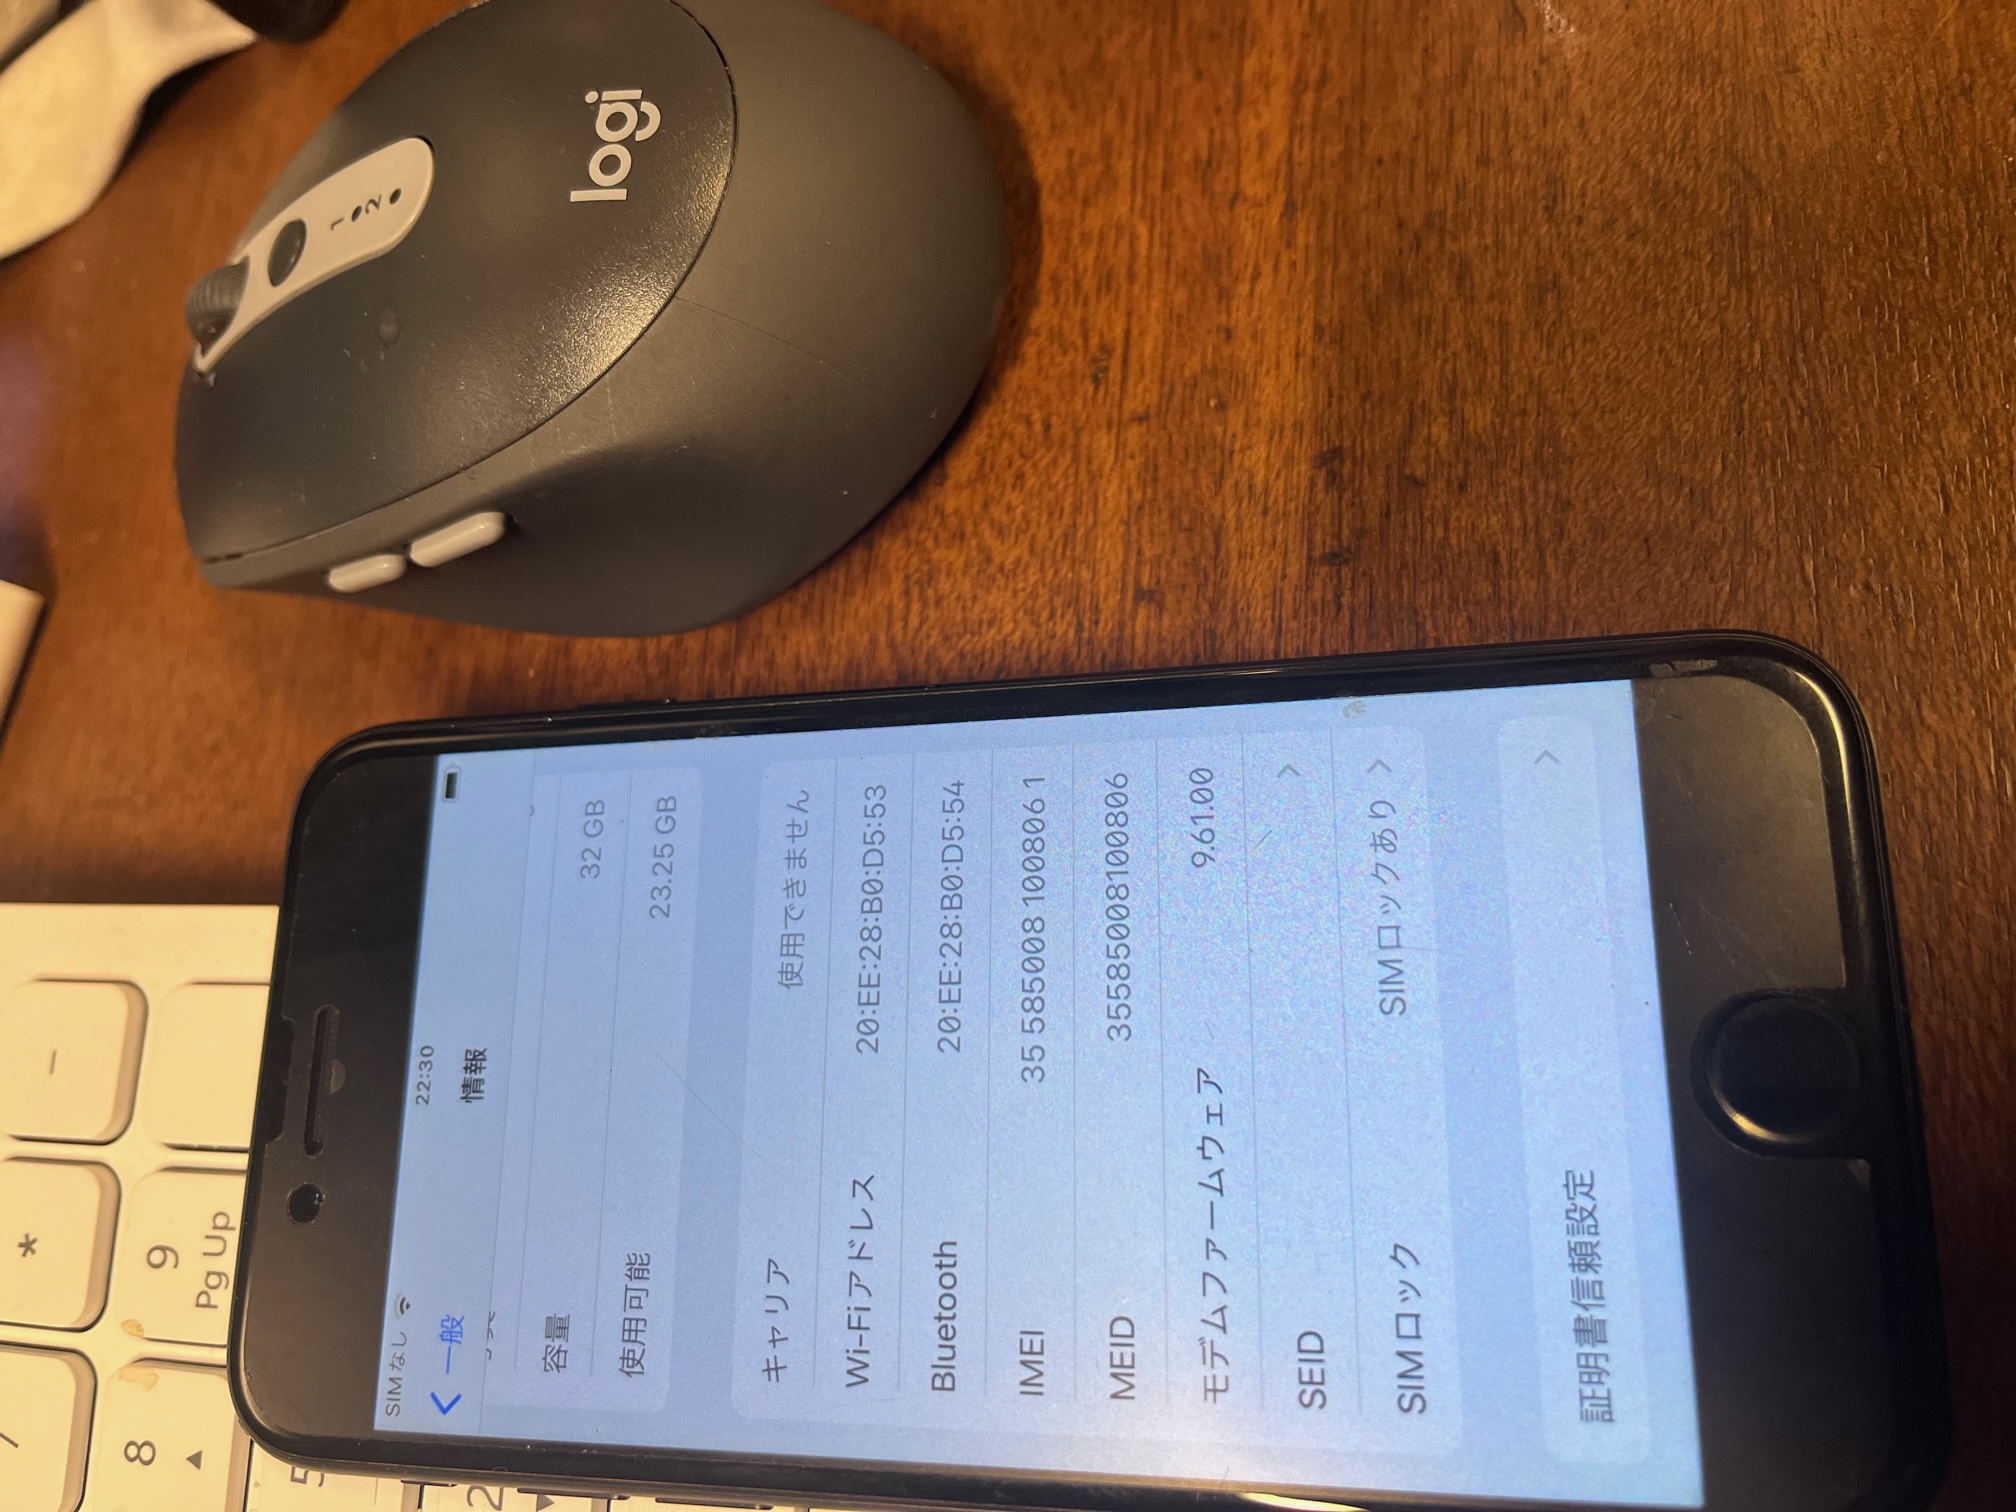 *
−
8
9
Pg Up
5
2
SIMなし
22:30
一般
情報
容量 32 GB
使用可能 23.25 GB
キャリア 使用できません
Wi-Fiアドレス 20:EE:28:B0:D5:53
Bluetooth 20:EE:28:B0:D5:54
IMEI 35 585008 100806 1
MEID 35585008100806
モデムファームウェア 9.61.00
SEID
SIMロック SIMロックあり
証明書信頼設定
1
2
logi